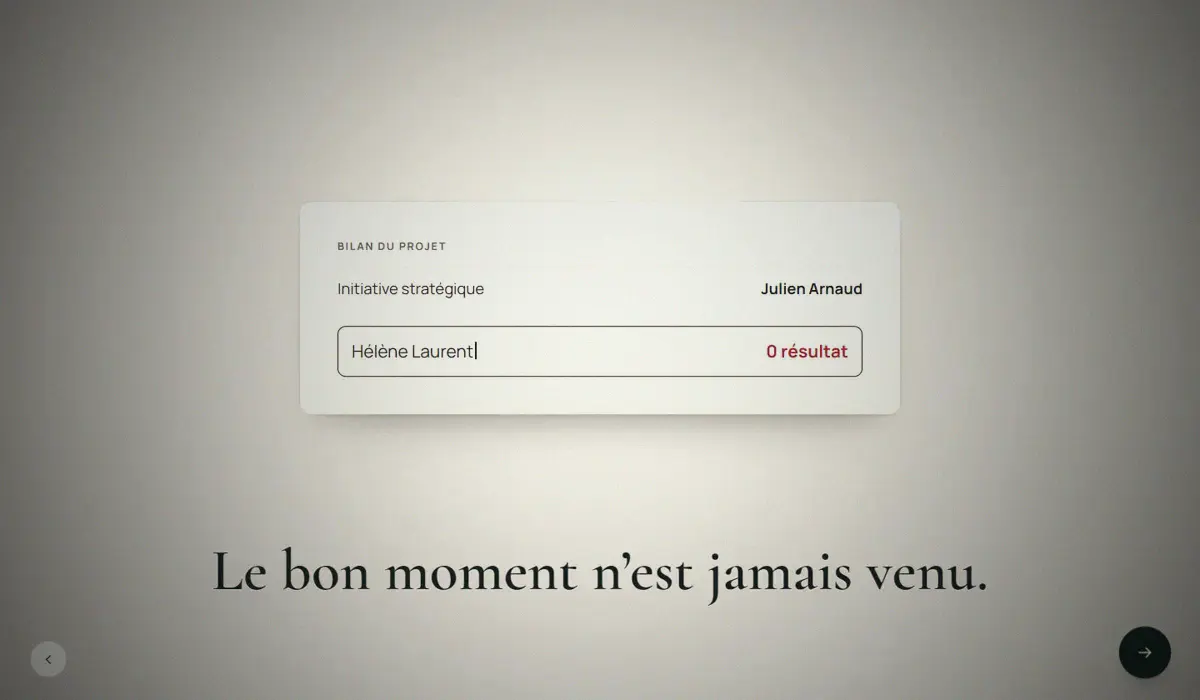 BILAN DU PROJET
Initiative stratégique Julien Arnaud
Hélène Laurent 0 résultat
Le bon moment n’est jamais venu.